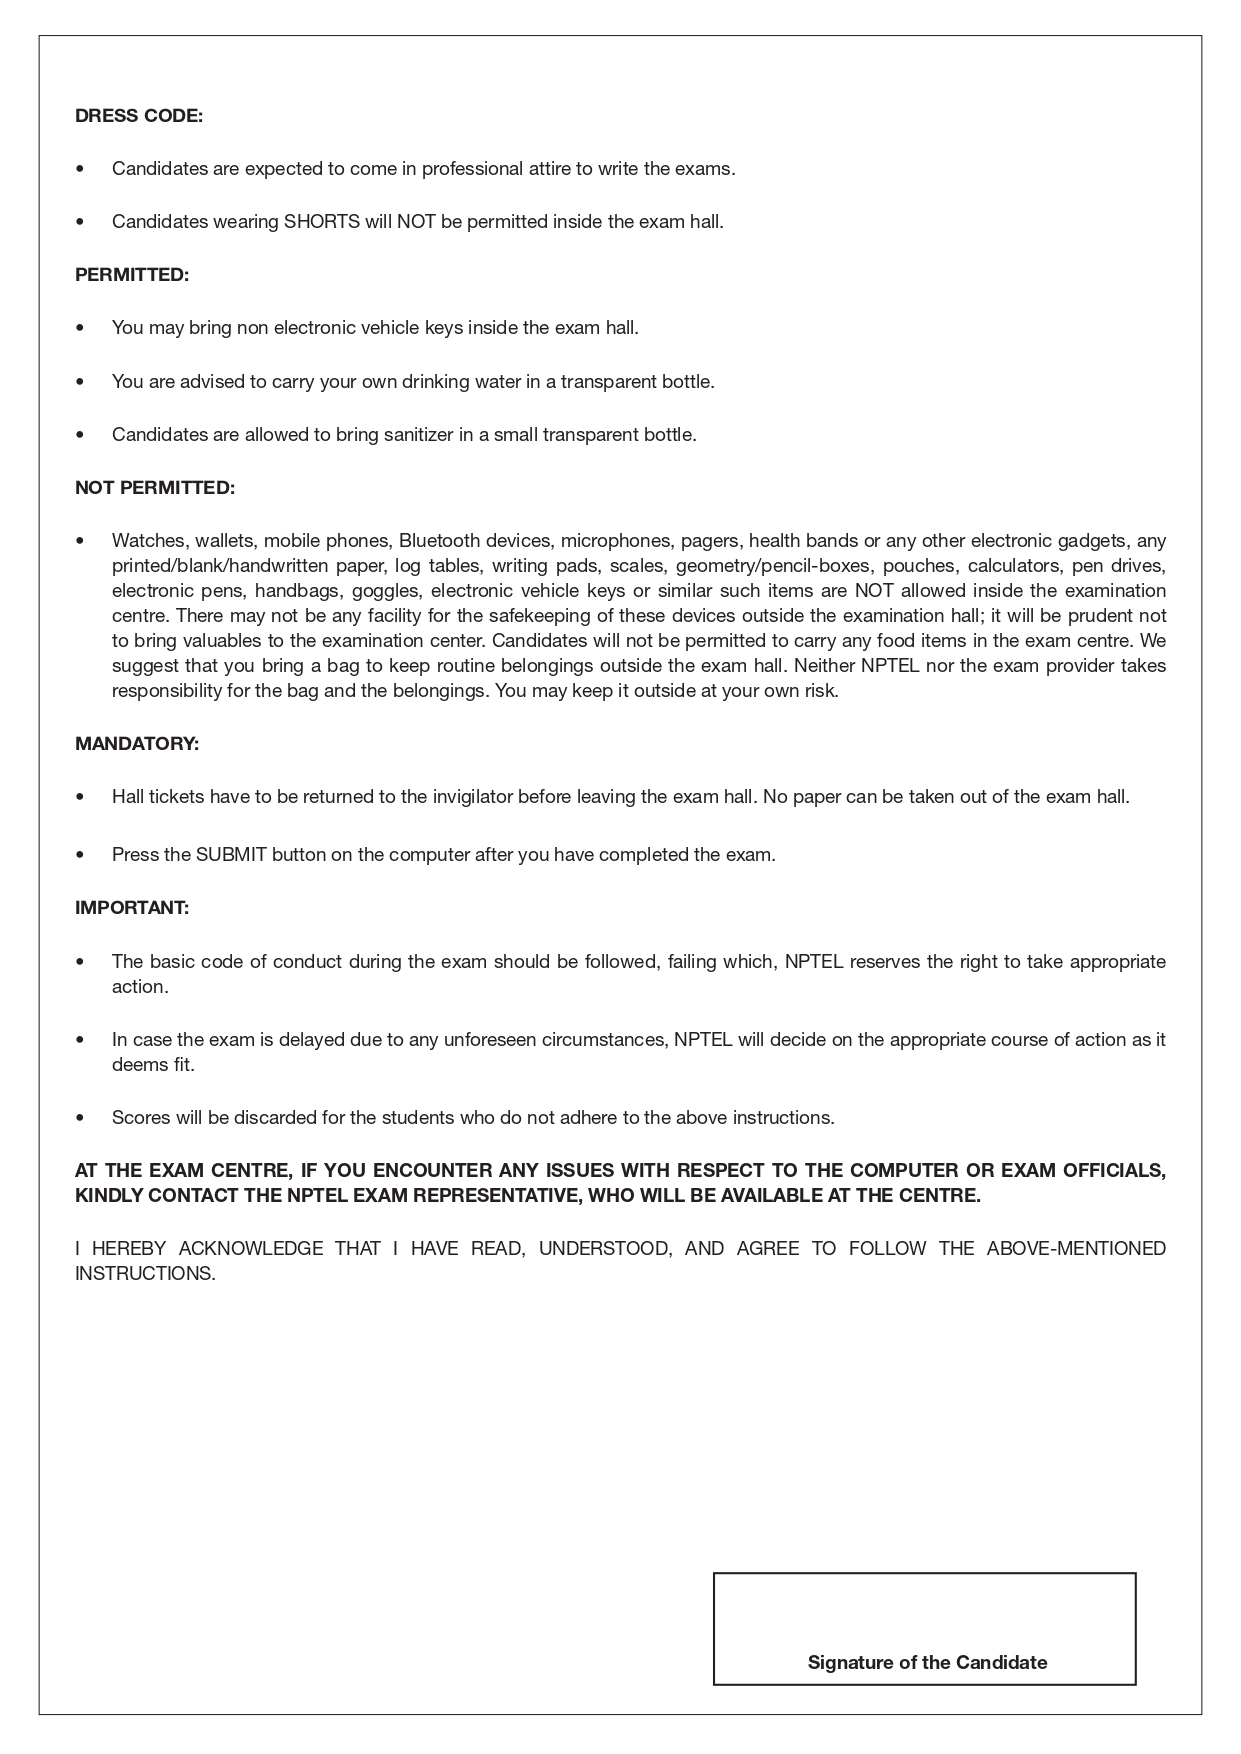 DRESS CODE:
• Candidates are expected to come in professional attire to write the exams.
• Candidates wearing SHORTS will NOT be permitted inside the exam hall.
PERMITTED:
• You may bring non electronic vehicle keys inside the exam hall.
• You are advised to carry your own drinking water in a transparent bottle.
• Candidates are allowed to bring sanitizer in a small transparent bottle.
NOT PERMITTED:
• Watches, wallets, mobile phones, Bluetooth devices, microphones, pagers, health bands or any other electronic gadgets, any
printed/blank/handwritten paper, log tables, writing pads, scales, geometry/pencil-boxes, pouches, calculators, pen drives,
electronic pens, handbags, goggles, electronic vehicle keys or similar such items are NOT allowed inside the examination
centre. There may not be any facility for the safekeeping of these devices outside the examination hall; it will be prudent not
to bring valuables to the examination center. Candidates will not be permitted to carry any food items in the exam centre. We
suggest that you bring a bag to keep routine belongings outside the exam hall. Neither NPTEL nor the exam provider takes
responsibility for the bag and the belongings. You may keep it outside at your own risk.
MANDATORY:
• Hall tickets have to be returned to the invigilator before leaving the exam hall. No paper can be taken out of the exam hall.
• Press the SUBMIT button on the computer after you have completed the exam.
IMPORTANT:
• The basic code of conduct during the exam should be followed, failing which, NPTEL reserves the right to take appropriate
action.
• In case the exam is delayed due to any unforeseen circumstances, NPTEL will decide on the appropriate course of action as it
deems fit.
• Scores will be discarded for the students who do not adhere to the above instructions.
AT THE EXAM CENTRE, IF YOU ENCOUNTER ANY ISSUES WITH RESPECT TO THE COMPUTER OR EXAM OFFICIALS,
KINDLY CONTACT THE NPTEL EXAM REPRESENTATIVE, WHO WILL BE AVAILABLE AT THE CENTRE.
I HEREBY ACKNOWLEDGE THAT I HAVE READ, UNDERSTOOD, AND AGREE TO FOLLOW THE ABOVE-MENTIONED
INSTRUCTIONS.
Signature of the Candidate